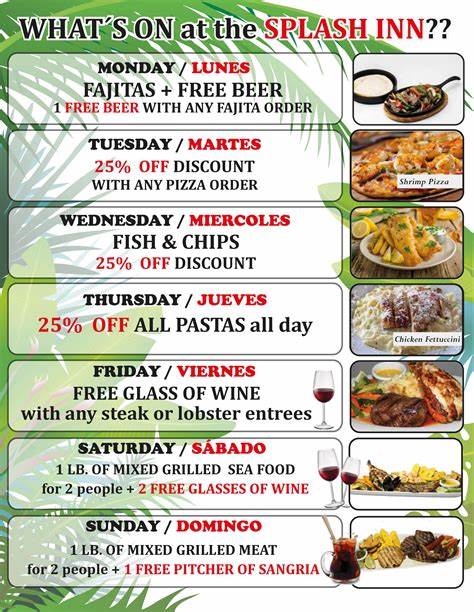 WHAT´S ON at the SPLASH INN??
MONDAY / LUNES
FAJITAS + FREE BEER
1 FREE BEER WITH ANY FAJITA ORDER
TUESDAY / MARTES
25% OFF DISCOUNT
WITH ANY PIZZA ORDER
Shrimp Pizza
WEDNESDAY / MIERCOLES
FISH & CHIPS
25% OFF DISCOUNT
THURSDAY / JUEVES
25% OFF ALL PASTAS all day
Chicken Fettuccini
FRIDAY / VIERNES
FREE GLASS OF WINE
with any steak or lobster entrees
SATURDAY / SÁBADO
1 LB. OF MIXED GRILLED SEA FOOD
for 2 people + 2 FREE GLASSES OF WINE
SUNDAY / DOMINGO
1 LB. OF MIXED GRILLED MEAT
for 2 people + 1 FREE PITCHER OF SANGRIA